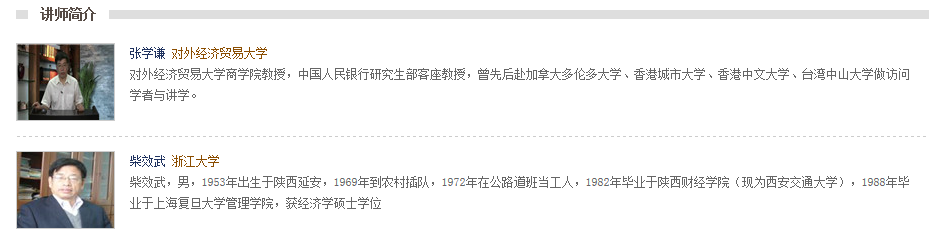 讲师简介
张学谦 对外经济贸易大学
对外经济贸易大学商学院教授，中国人民银行研究生部客座教授，曾先后赴加拿大多伦多大学、香港城市大学、香港中文大学、台湾中山大学做访问
学者与讲学。
柴效武 浙江大学
柴效武，男，1953年出生于陕西延安，1969年到农村插队，1972年在公路道班当工人，1982年毕业于陕西财经学院（现为西安交通大学），1988年毕
业于上海复旦大学管理学院，获经济学硕士学位